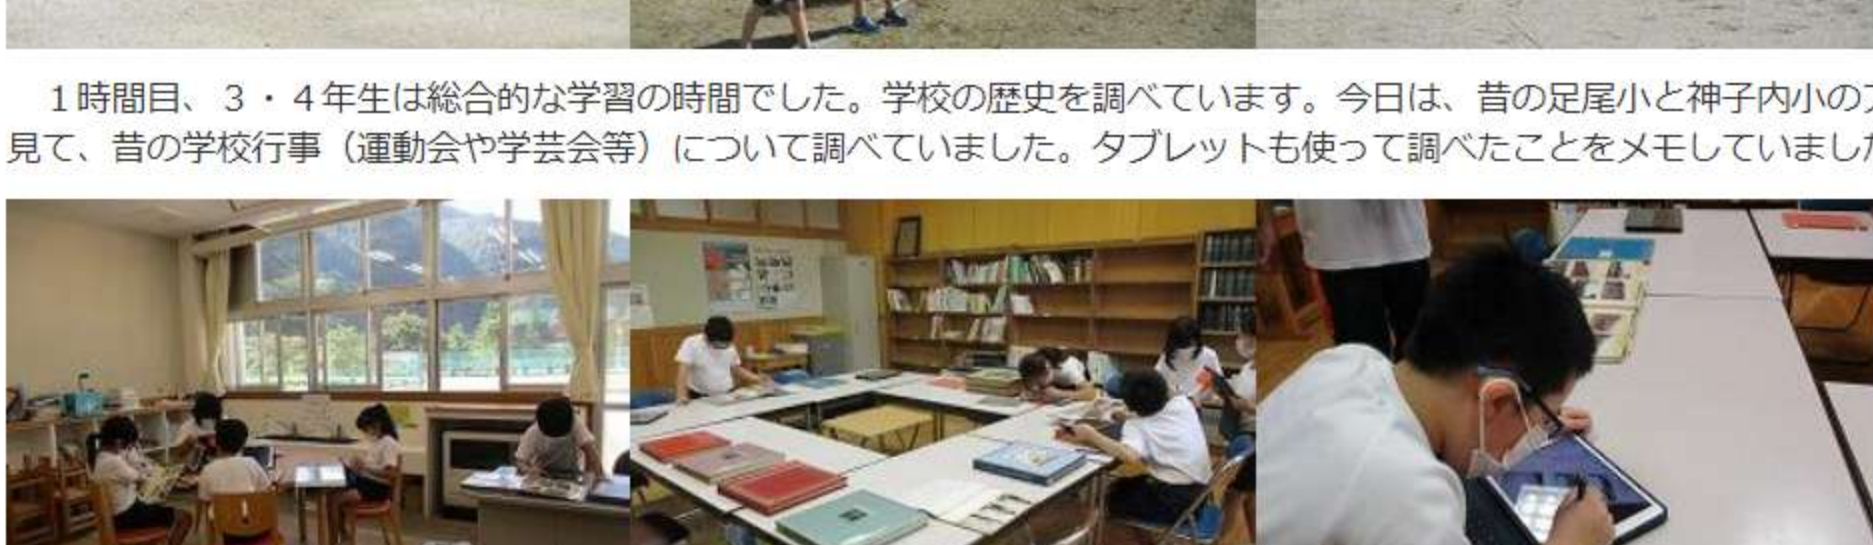 １時間目、３・４年生は総合的な学習の時間でした。学校の歴史を調べています。今日は、昔の足尾小と神子内小の
見て、昔の学校行事（運動会や学芸会等）について調べていました。タブレットも使って調べたことをメモしていまし